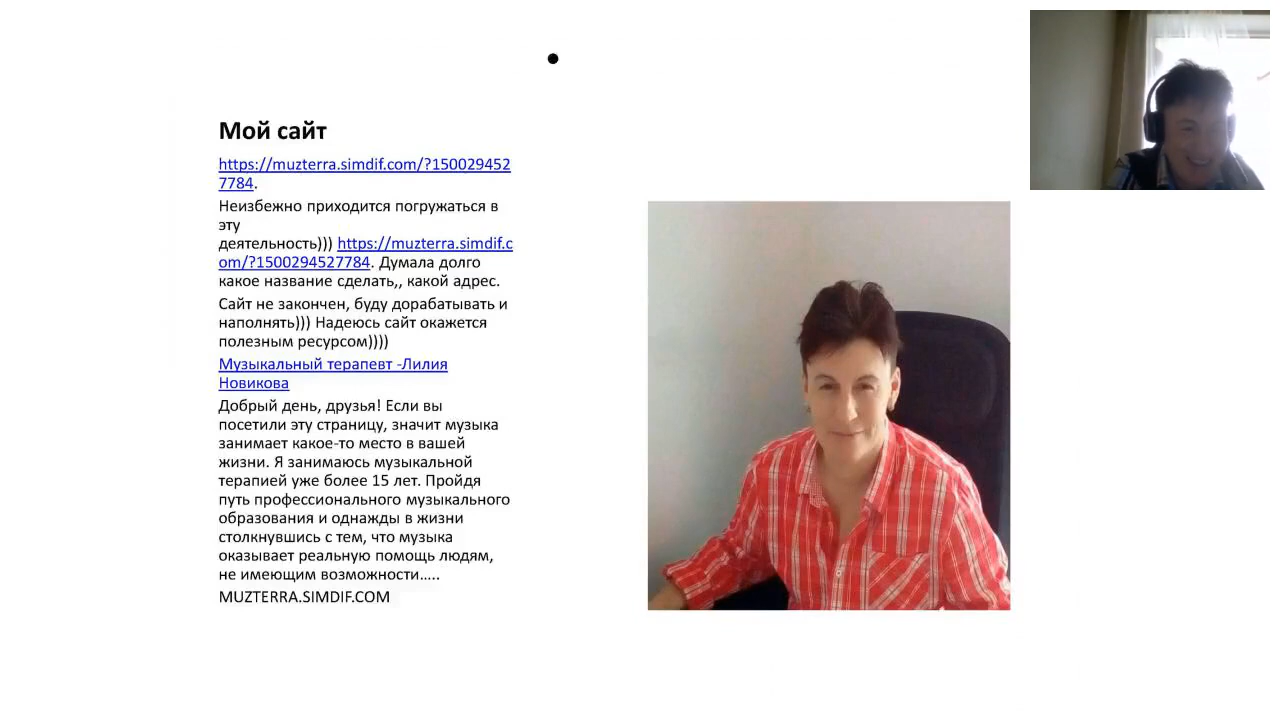 Мой сайт
https://muzterra.simdif.com/?150029452
7784.
Неизбежно приходится погружаться в
эту
деятельность))) https://muzterra.simdif.c
om/?1500294527784. Думала долго
какое название сделать,, какой адрес.
Сайт не закончен, буду дорабатывать и
наполнять))) Надеюсь сайт окажется
полезным ресурсом))))
Музыкальный терапевт -Лилия
Новикова
Добрый день, друзья! Если вы
посетили эту страницу, значит музыка
занимает какое-то место в вашей
жизни. Я занимаюсь музыкальной
терапией уже более 15 лет. Пройдя
путь профессионального музыкального
образования и однажды в жизни
столкнувшись с тем, что музыка
оказывает реальную помощь людям,
не имеющим возможности…..
MUZTERRA.SIMDIF.COM